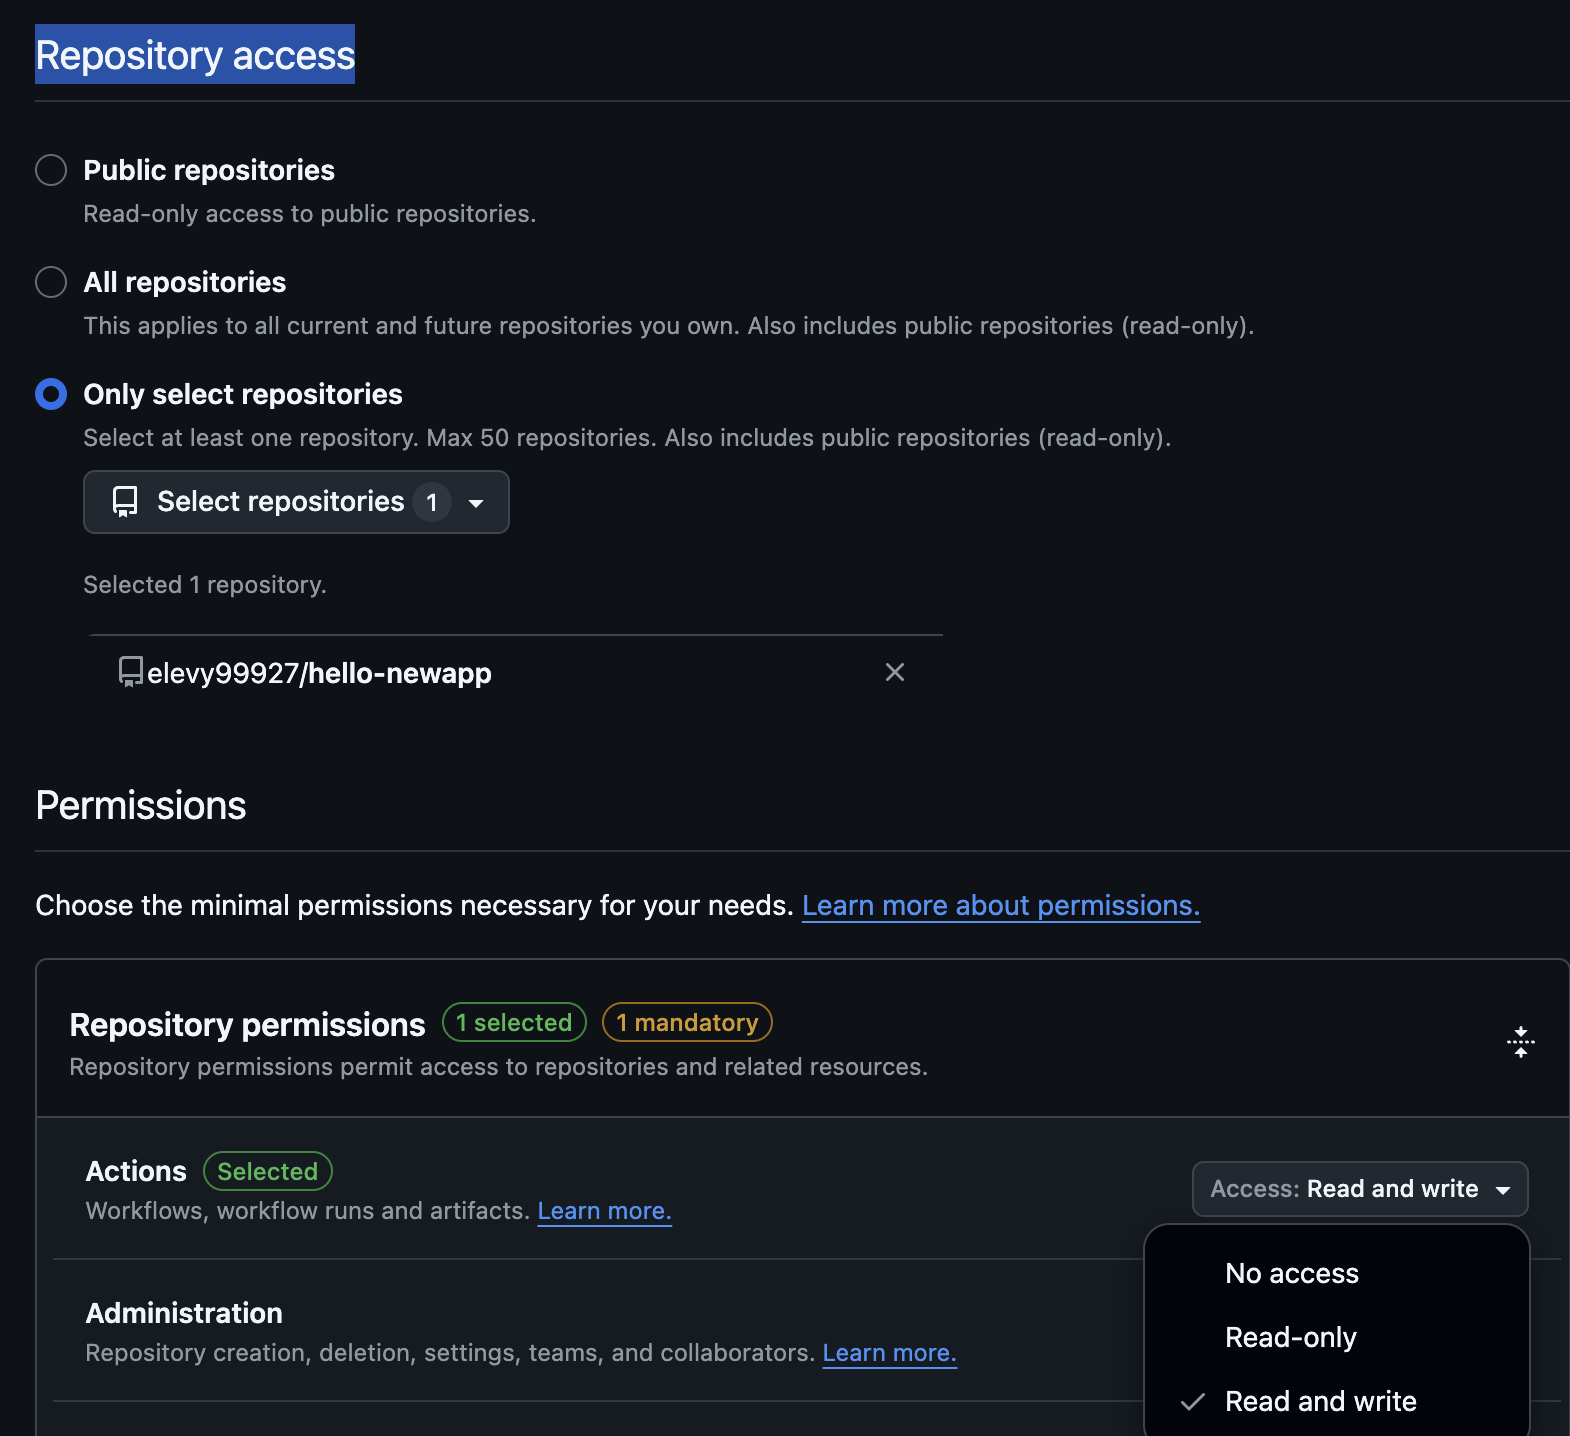 Repository access
Public repositories
Read-only access to public repositories.
All repositories
This applies to all current and future repositories you own. Also includes public repositories (read-only).
Only select repositories
Select at least one repository. Max 50 repositories. Also includes public repositories (read-only).
Select repositories 1
Selected 1 repository.
elevy99927/hello-newapp
Permissions
Choose the minimal permissions necessary for your needs. Learn more about permissions.
Repository permissions 1 selected 1 mandatory
Repository permissions permit access to repositories and related resources.
Actions Selected
Access: Read and write
Workflows, workflow runs and artifacts. Learn more.
No access
Administration
Read-only
Repository creation, deletion, settings, teams, and collaborators. Learn more.
Read and write